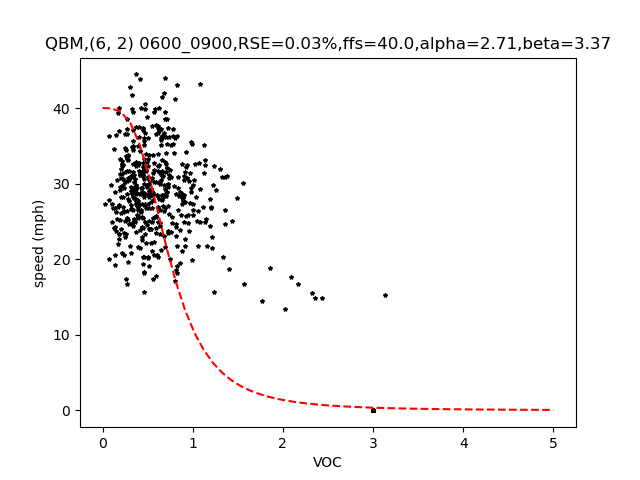 QBM,(6, 2) 0600_0900,RSE=0.03%,ffs=40.0,alpha=2.71,beta=3.37
40
30
20
10
0
speed (mph)
0 1 2 3 4 5
VOC